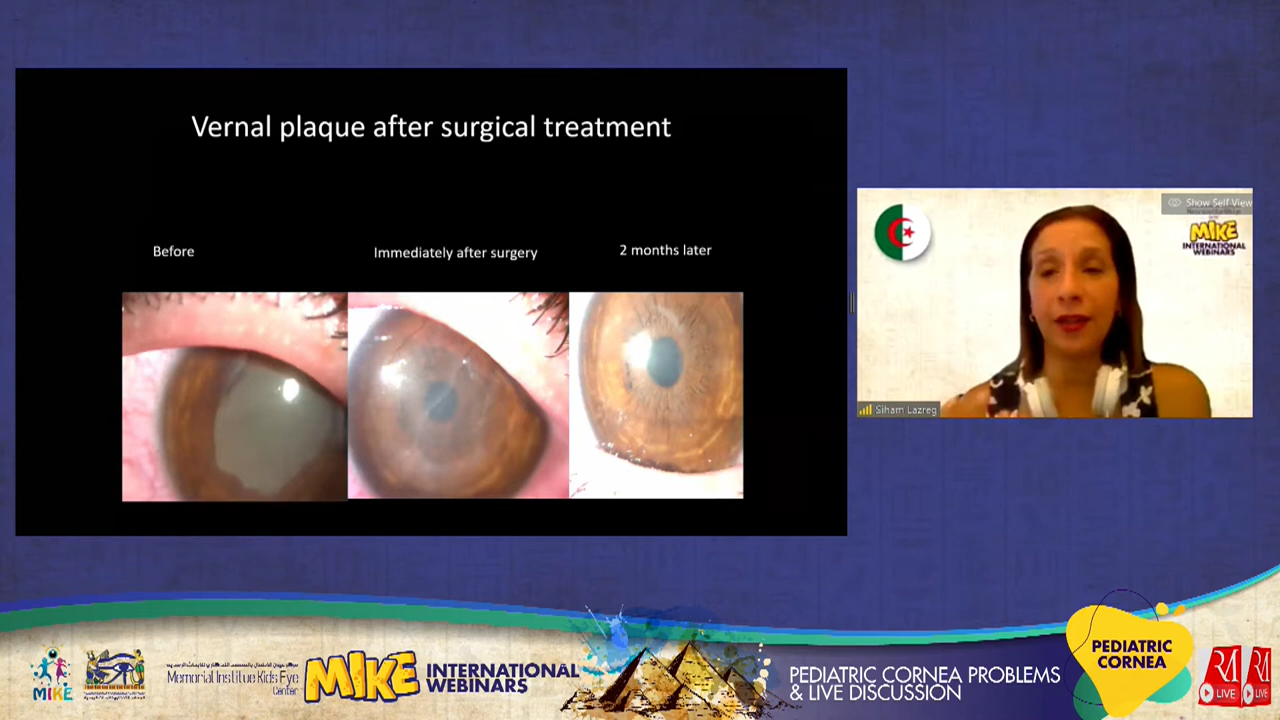 Vernal plaque after surgical treatment
Before
Immediately after surgery
2 months later
Show Self View
MIKE
INTERNATIONAL
WEBINARS
Siham Lazreg
MIKE
Memorial Institute Kids Eye
Center
MIKE INTERNATIONAL
WEBINARS
PEDIATRIC CORNEA PROBLEMS
& LIVE DISCUSSION
PEDIATRIC
CORNEA
LIVE
LIVE